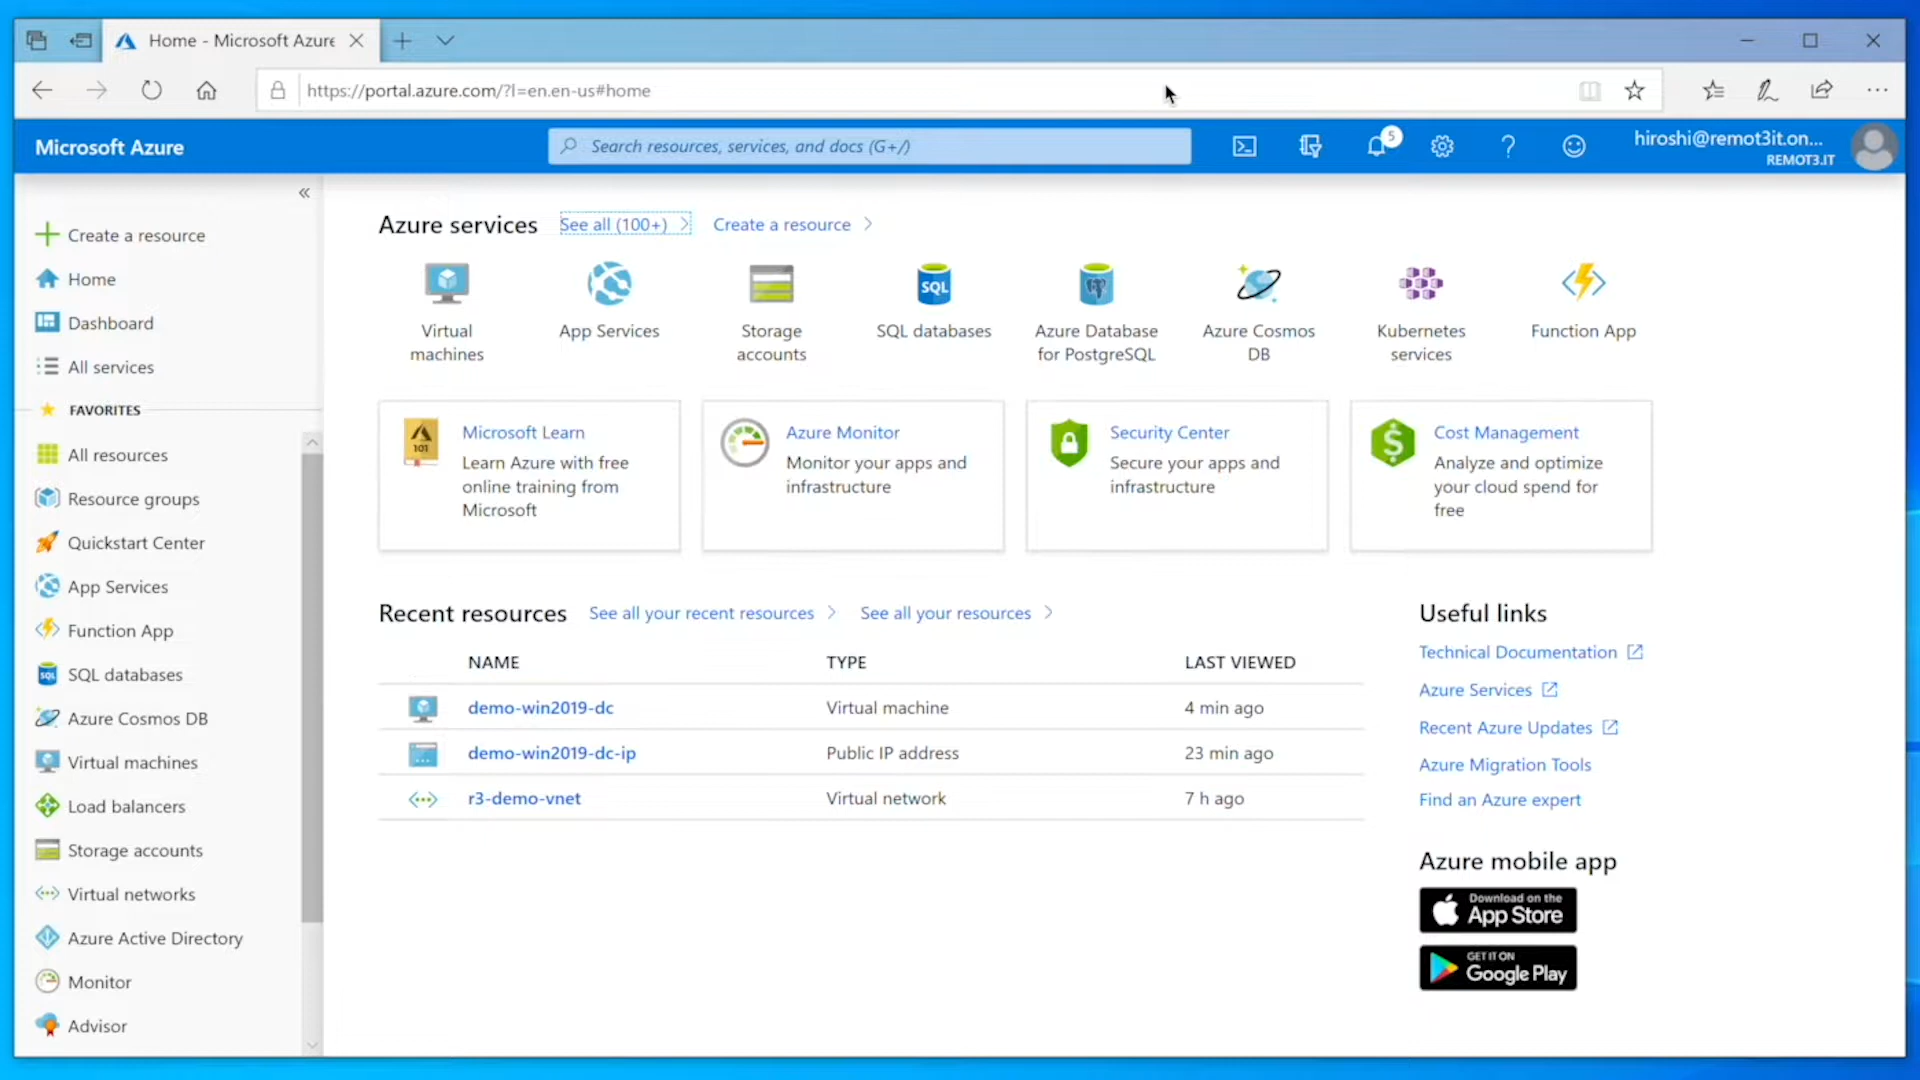 Home - Microsoft Azure
https://portal.azure.com/?l=en.en-us#home
Microsoft Azure
Search resources, services, and docs (G+/)
5
hiroshi@remot3it.on...
REMOT3.IT
Create a resource
Home
Dashboard
All services
FAVORITES
All resources
Resource groups
Quickstart Center
App Services
Function App
SQL databases
Azure Cosmos DB
Virtual machines
Load balancers
Storage accounts
Virtual networks
Azure Active Directory
Monitor
Advisor
Azure services See all (100+) Create a resource
SQL
Virtual machines
App Services
Storage accounts
SQL databases
Azure Database for PostgreSQL
Azure Cosmos DB
Kubernetes services
Function App
101
Microsoft Learn
Learn Azure with free
online training from
Microsoft
Azure Monitor
Monitor your apps and
infrastructure
Security Center
Secure your apps and
infrastructure
Cost Management
Analyze and optimize
your cloud spend for
free
Recent resources See all your recent resources See all your resources
NAME TYPE LAST VIEWED
demo-win2019-dc Virtual machine 4 min ago
demo-win2019-dc-ip Public IP address 23 min ago
r3-demo-vnet Virtual network 7 h ago
Useful links
Technical Documentation
Azure Services
Recent Azure Updates
Azure Migration Tools
Find an Azure expert
Azure mobile app
Download on the
App Store
GET IT ON
Google Play